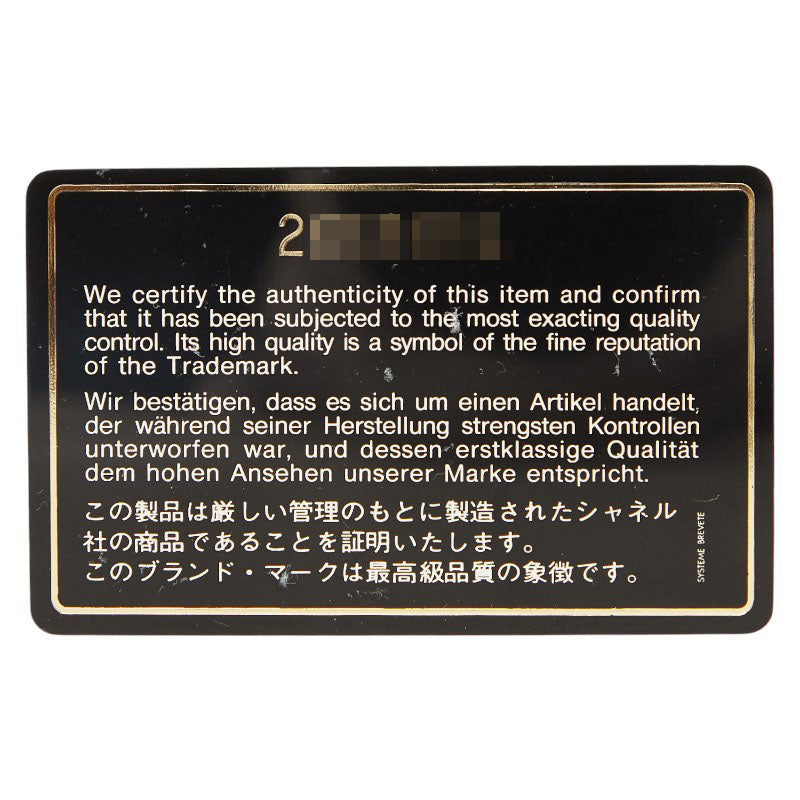 2
We certify the authenticity of this item and confirm
that it has been subjected to the most exacting quality
control. Its high quality is a symbol of the fine reputation
of the Trademark.
Wir bestätigen, dass es sich um einen Artikel handelt,
der während seiner Herstellung strengsten Kontrollen
unterworfen war, und dessen erstklassige Qualität
dem hohen Ansehen unserer Marke entspricht.
この製品は厳しい管理のもとに製造されたシャネル
社の商品であることを証明いたします。
このブランド・マークは最高級品質の象徴です。
SYSTEME BREVETE